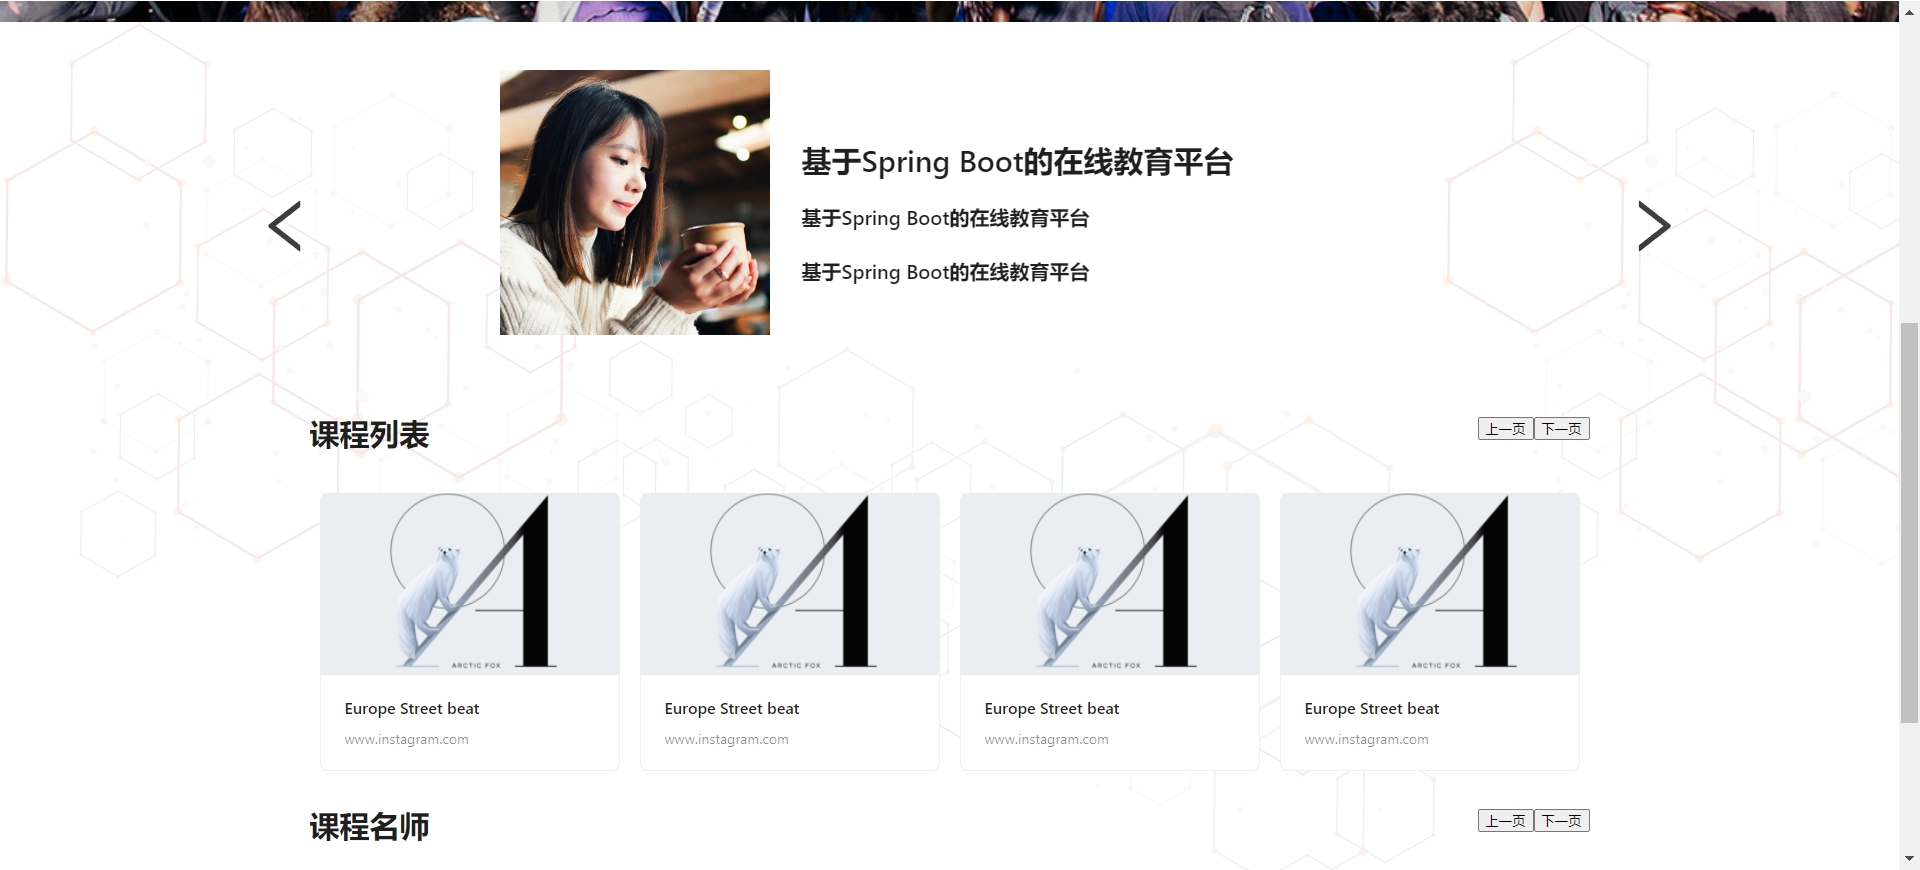 基于Spring Boot的在线教育平台
基于Spring Boot的在线教育平台
基于Spring Boot的在线教育平台
课程列表
上一页 下一页
ARCTIC FOX ARCTIC FOX ARCTIC FOX ARCTIC FOX
Europe Street beat Europe Street beat Europe Street beat Europe Street beat
www.instagram.com www.instagram.com www.instagram.com www.instagram.com
课程名师
上一页 下一页